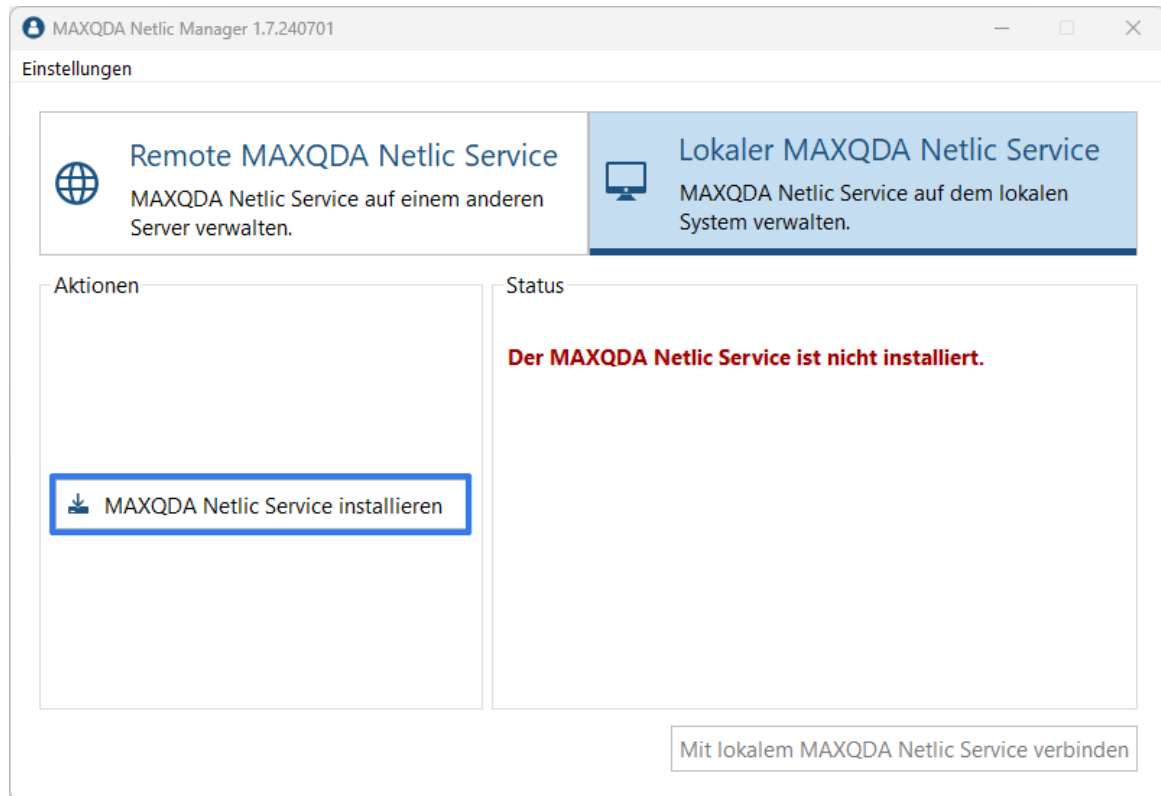 MAXQDA Netlic Manager 1.7.240701
Einstellungen
Remote MAXQDA Netlic Service
MAXQDA Netlic Service auf einem anderen
Server verwalten.
Lokaler MAXQDA Netlic Service
MAXQDA Netlic Service auf dem lokalen
System verwalten.
Aktionen
MAXQDA Netlic Service installieren
Status
Der MAXQDA Netlic Service ist nicht installiert.
Mit lokalem MAXQDA Netlic Service verbinden